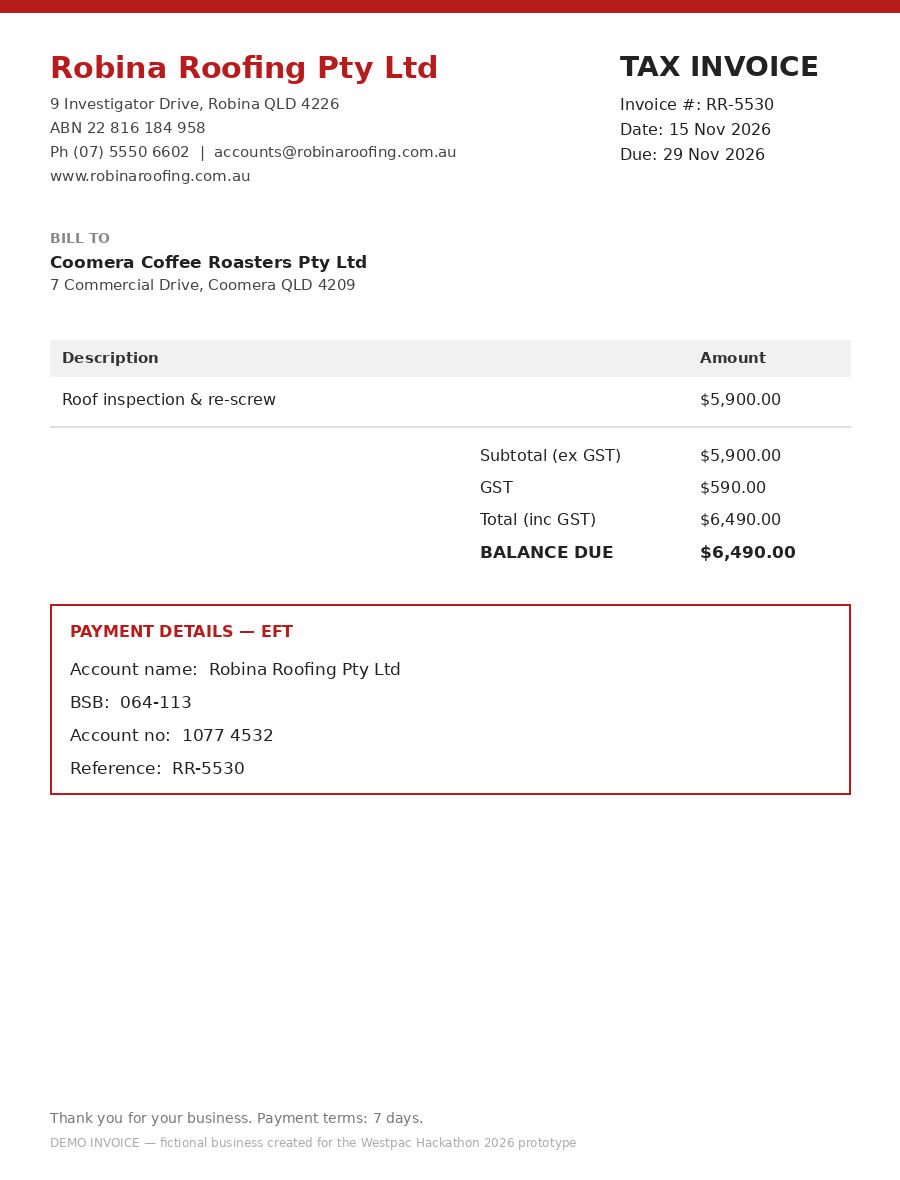 Robina Roofing Pty Ltd
TAX INVOICE
9 Investigator Drive, Robina QLD 4226
ABN 22 816 184 958
Ph (07) 5550 6602  |  accounts@robinaroofing.com.au
www.robinaroofing.com.au
Invoice #: RR-5530
Date: 15 Nov 2026
Due: 29 Nov 2026
BILL TO
Coomera Coffee Roasters Pty Ltd
7 Commercial Drive, Coomera QLD 4209
Description Amount
Roof inspection & re-screw $5,900.00
Subtotal (ex GST) $5,900.00
GST $590.00
Total (inc GST) $6,490.00
BALANCE DUE $6,490.00
PAYMENT DETAILS — EFT
Account name:  Robina Roofing Pty Ltd
BSB:  064-113
Account no:  1077 4532
Reference:  RR-5530
Thank you for your business. Payment terms: 7 days.
DEMO INVOICE — fictional business created for the Westpac Hackathon 2026 prototype